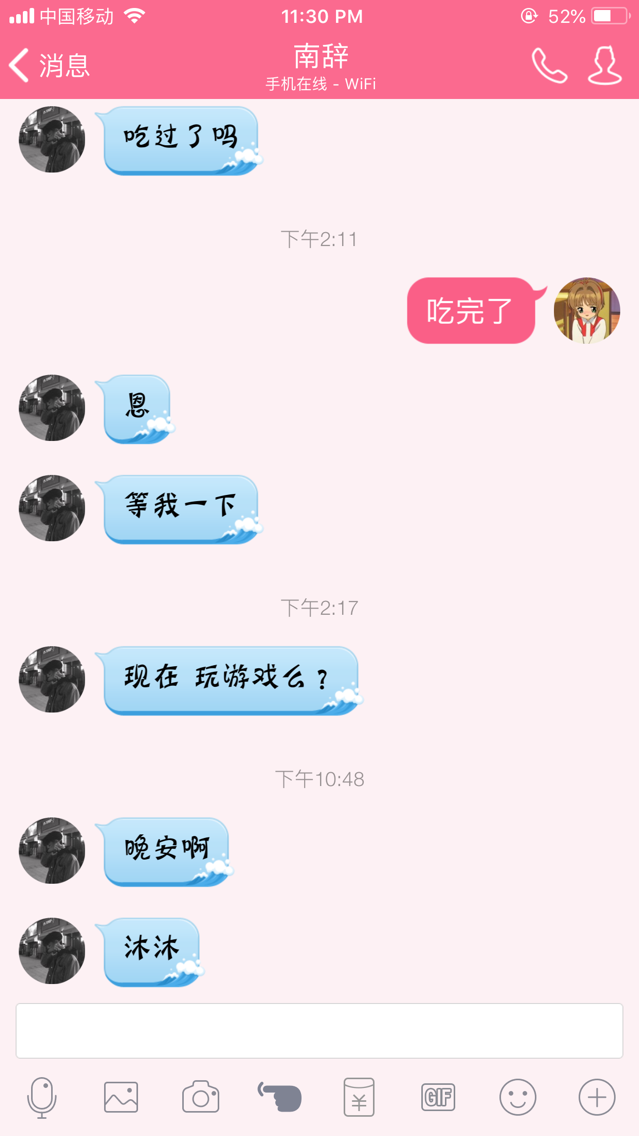 中国移动 11:30 PM 52%
消息 南辞
手机在线 - WiFi
吃过了吗
下午2:11
吃完了
恩
等我一下
下午2:17
现在 玩游戏么？
下午10:48
晚安啊
沐沐
GIF